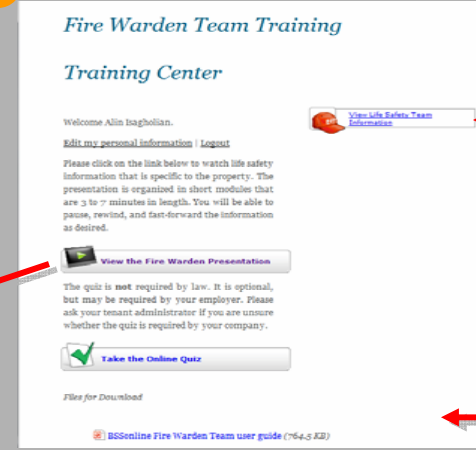 Fire Warden Team Training
Training Center
Welcome Alin Isagholian.
Edit my personal information | Logout
Please click on the link below to watch life safety
information that is specific to the property. The
presentation is organized in short modules that
are 3 to 7 minutes in length. You will be able to
pause, rewind, and fast-forward the information
as desired.
View the Fire Warden Presentation
The quiz is not required by law. It is optional,
but may be required by your employer. Please
ask your tenant administrator if you are unsure
whether the quiz is required by your company.
Take the Online Quiz
Files for Download
BSSonline Fire Warden Team user guide (764.5 KB)
View Life Safety Team
Information